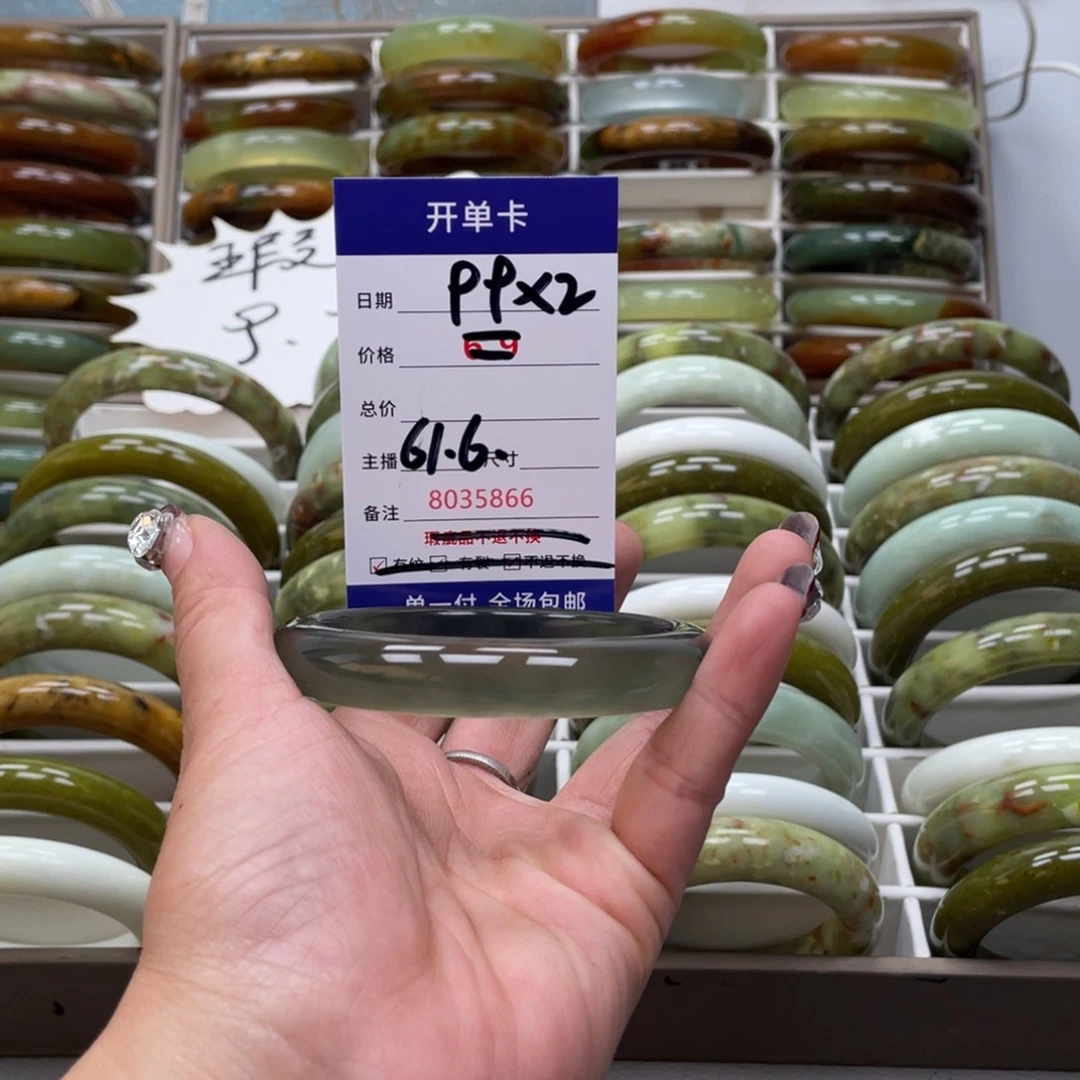 开单卡
日期 PPX2
价格
总价
主播 61.6. 尺寸
备注 8035866
瑕疵品不退不换
有纹 有裂 不退不换
单一付 全场包邮